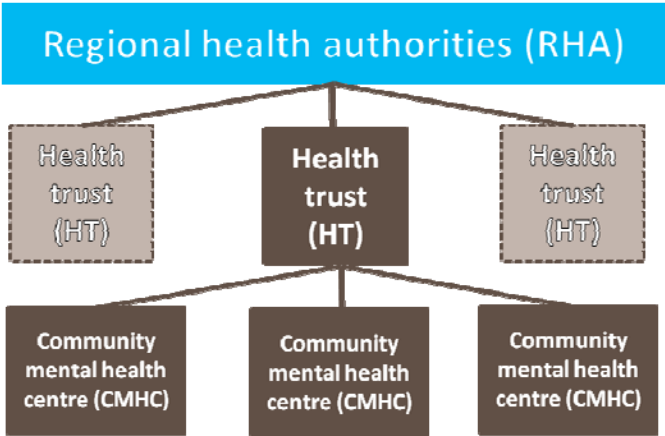 Regional health authorities (RHA)
Health
trust
(HT)
Health
trust
(HT)
Health
trust
(HT)
Community
mental health
centre (CMHC)
Community
mental health
centre (CMHC)
Community
mental health
centre (CMHC)